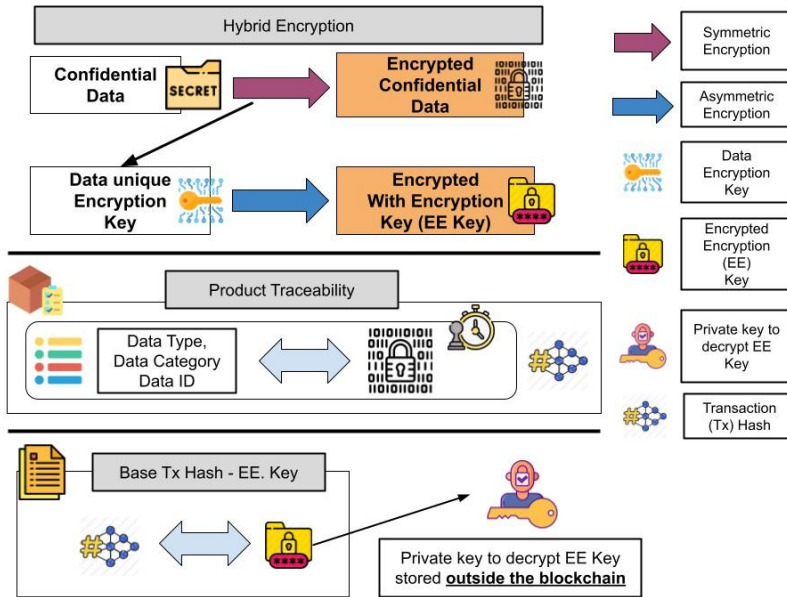 Hybrid Encryption
Confidential
Data
SECRET
Encrypted
Confidential
Data
Data unique
Encryption
Key
Encrypted
With Encryption
Key (EE Key)
****
Product Traceability
Data Type,
Data Category
Data ID
#
Base Tx Hash - EE. Key
#
****
Private key to decrypt EE Key
stored outside the blockchain
Symmetric
Encryption
Asymmetric
Encryption
Data
Encryption
Key
****
Encrypted
Encryption
(EE)
Key
Private key to
decrypt EE
Key
#
Transaction
(Tx) Hash